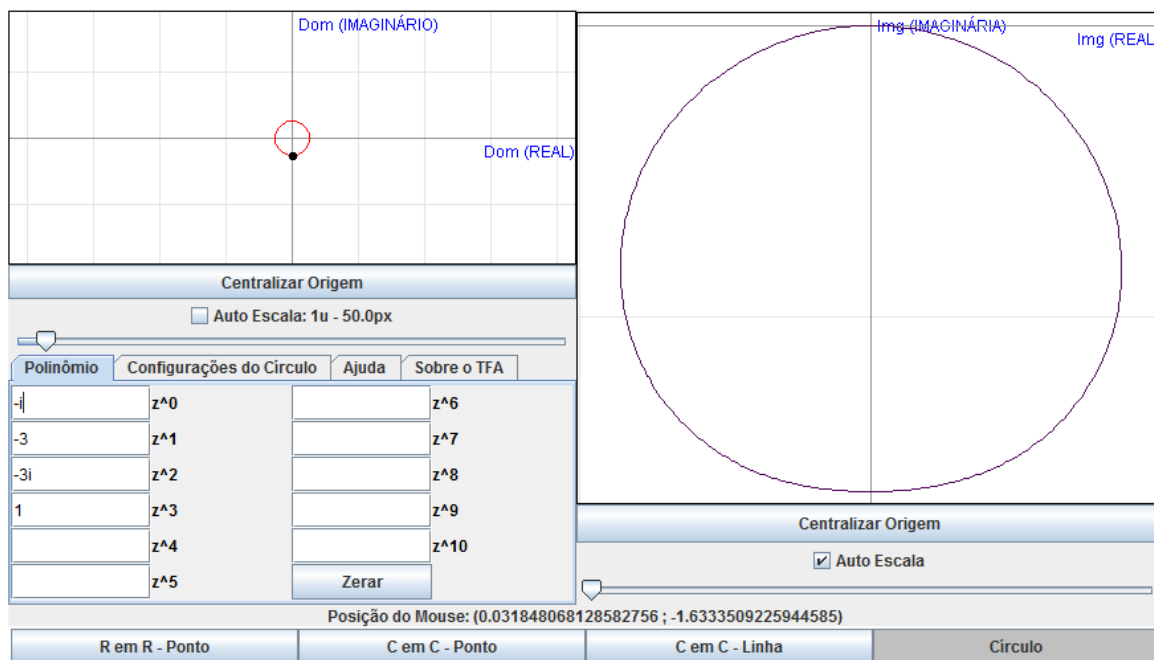 Dom (IMAGINÁRIO)
Dom (REAL)
Img (IMAGINÁRIA)
Img (REAL
Centralizar Origem
Auto Escala: 1u - 50.0px
Polinômio
Configurações do Círculo
Ajuda
Sobre o TFA
-i z^0 z^6
-3 z^1 z^7
-3i z^2 z^8
1 z^3 z^9
z^4 z^10
z^5 Zerar
Centralizar Origem
Auto Escala
Posição do Mouse: (0.031848068128582756 ; -1.6333509225944585)
R em R - Ponto
C em C - Ponto
C em C - Linha
Círculo